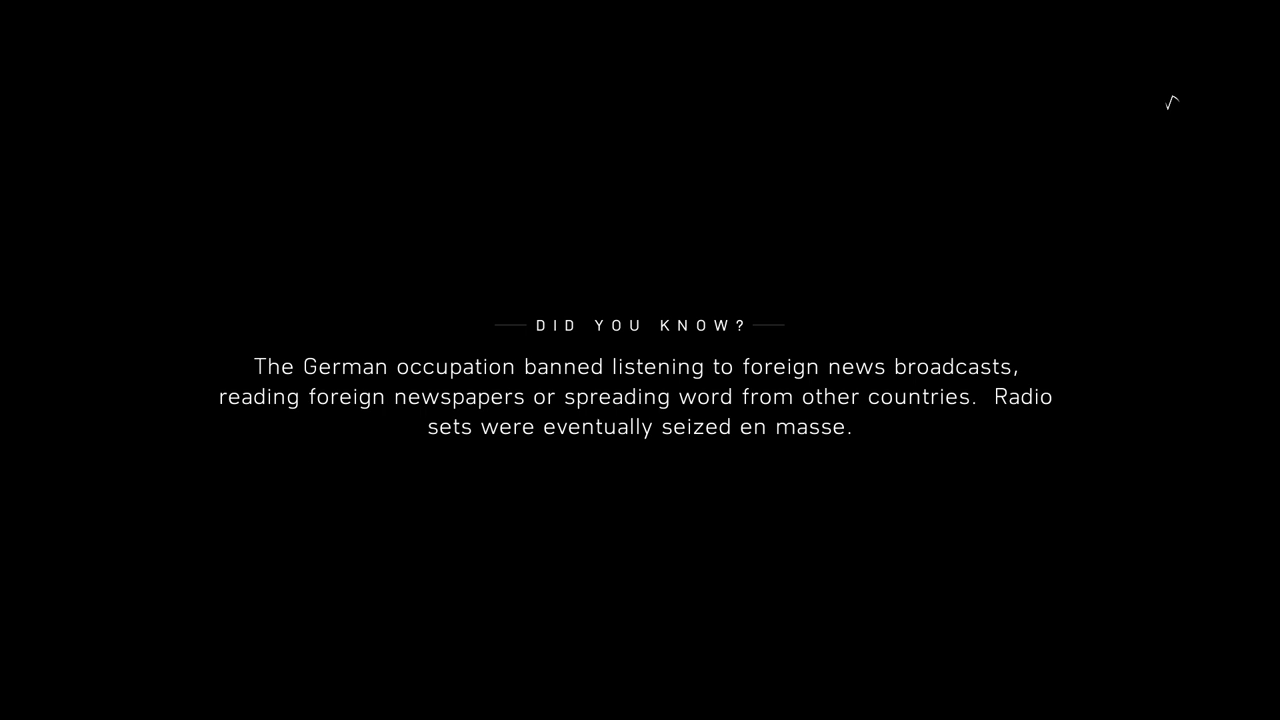 DID YOU KNOW?
The German occupation banned listening to foreign news broadcasts,
reading foreign newspapers or spreading word from other countries.  Radio
sets were eventually seized en masse.